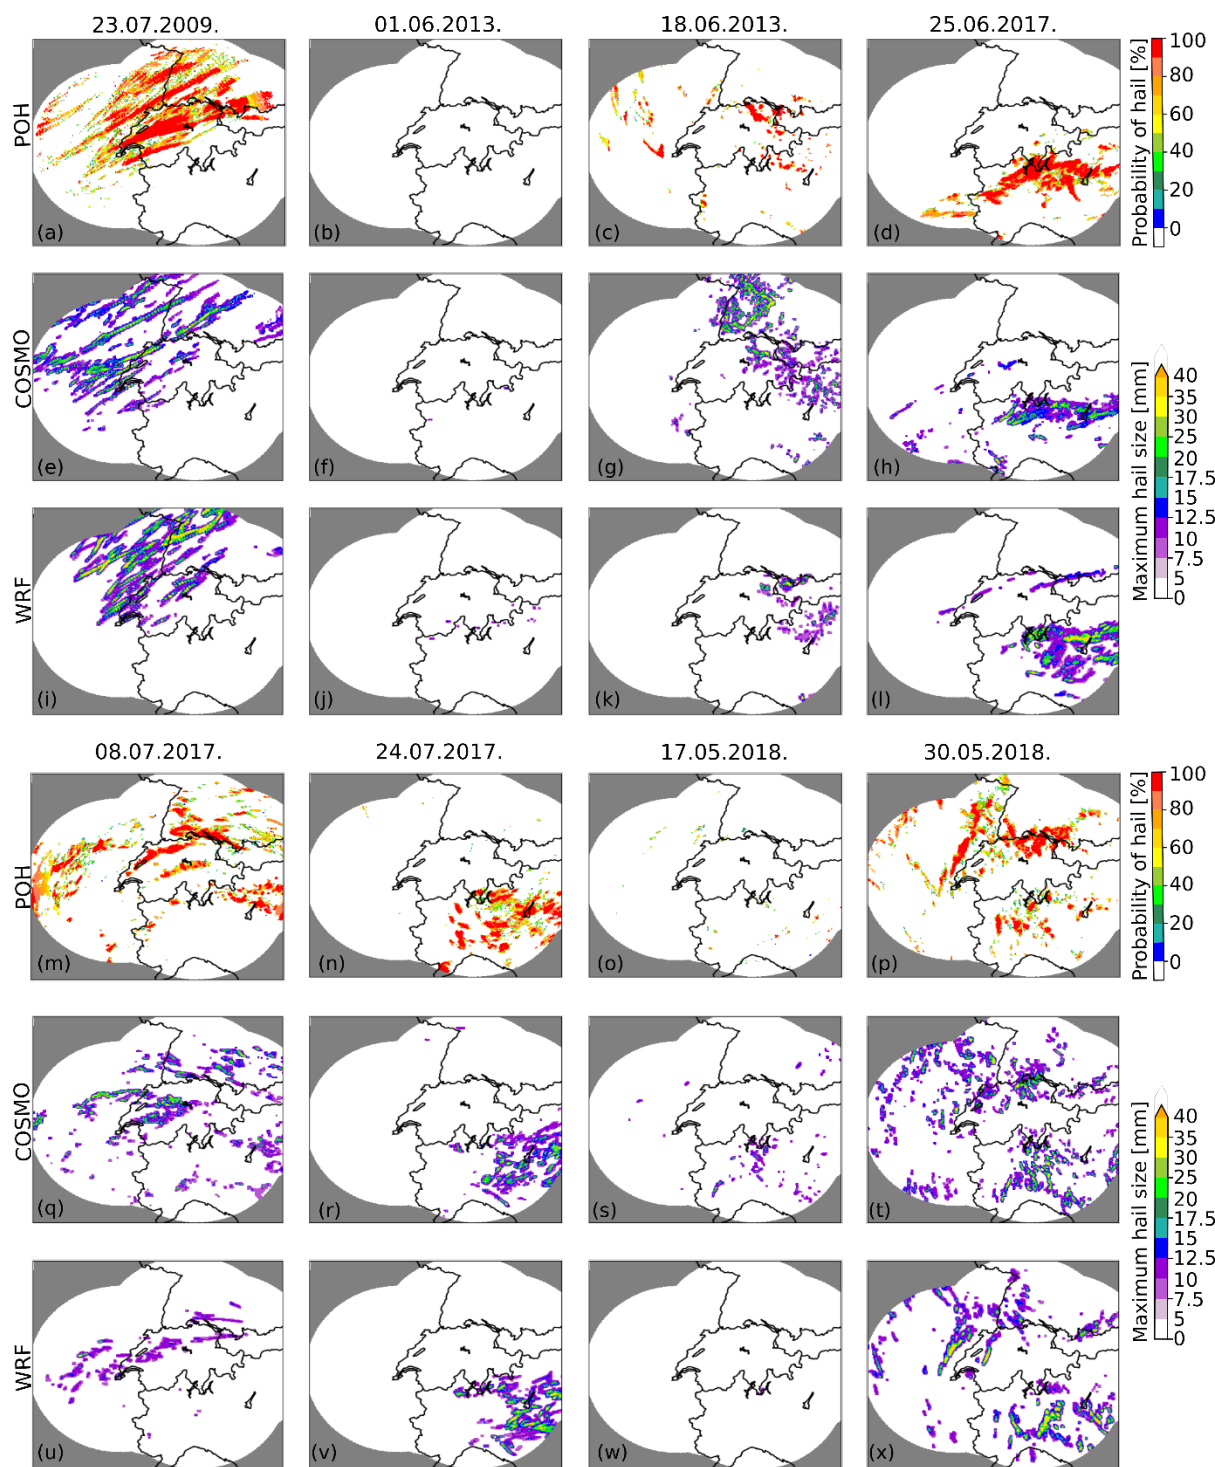 23.07.2009. 01.06.2013. 18.06.2013. 25.06.2017.
POH
(a) (b) (c) (d)
Probability of hail [%]
100
80
60
40
20
0
COSMO
(e) (f) (g) (h)
WRF
(i) (j) (k) (l)
Maximum hail size [mm]
40
35
30
25
20
17.5
15
12.5
10
7.5
5
0
08.07.2017. 24.07.2017. 17.05.2018. 30.05.2018.
POH
(m) (n) (o) (p)
Probability of hail [%]
100
80
60
40
20
0
COSMO
(q) (r) (s) (t)
WRF
(u) (v) (w) (x)
Maximum hail size [mm]
40
35
30
25
20
17.5
15
12.5
10
7.5
5
0